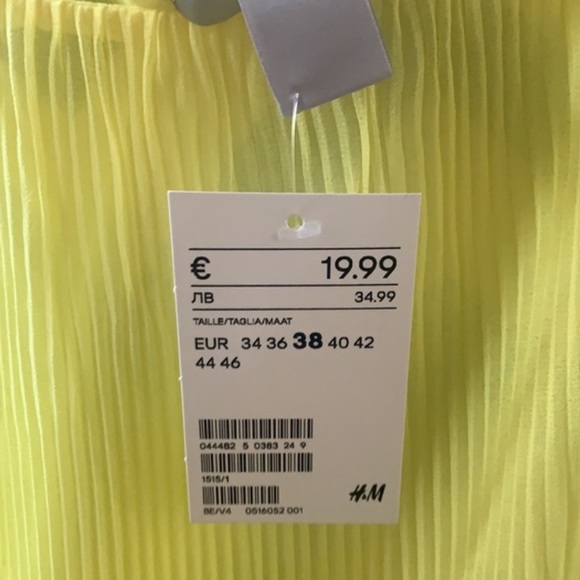 € 19.99
ЛВ 34.99
TAILLE/TAGLIA/MAAT
EUR 34 36 38 40 42
44 46
044482 5 0383 24 9
1515/1
8E/V4 0516052 001
H&M